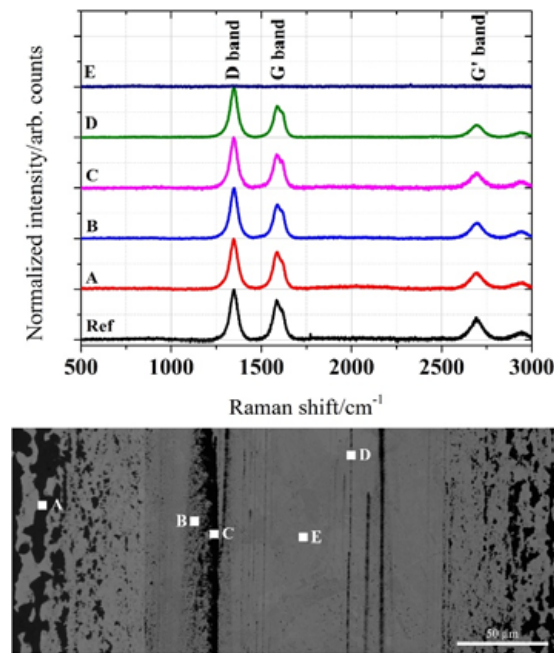 D band
G band
G' band
E
D
C
B
A
Ref
Normalized intensity/arb. counts
500 1000 1500 2000 2500 3000
Raman shift/cm⁻¹
D
A
B
C
E
50 µm